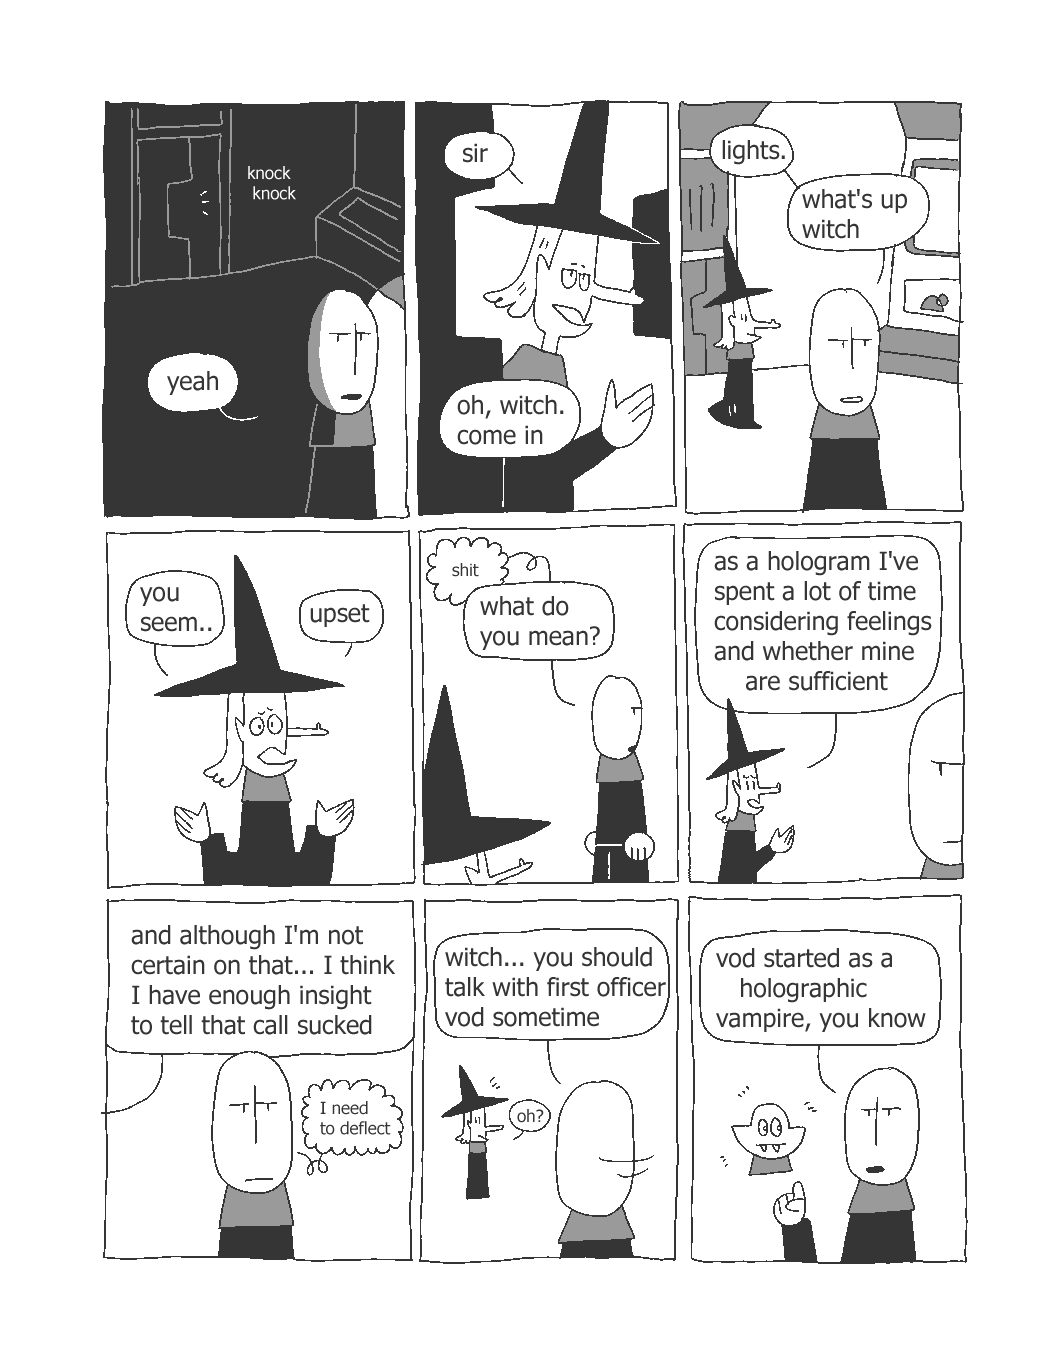 knock
knock
yeah
sir
oh, witch.
come in
lights.
what's up
witch
you
seem..
upset
shit
what do
you mean?
as a hologram I've
spent a lot of time
considering feelings
and whether mine
are sufficient
and although I'm not
certain on that... I think
I have enough insight
to tell that call sucked
I need
to deflect
witch... you should
talk with first officer
vod sometime
oh?
vod started as a
holographic
vampire, you know